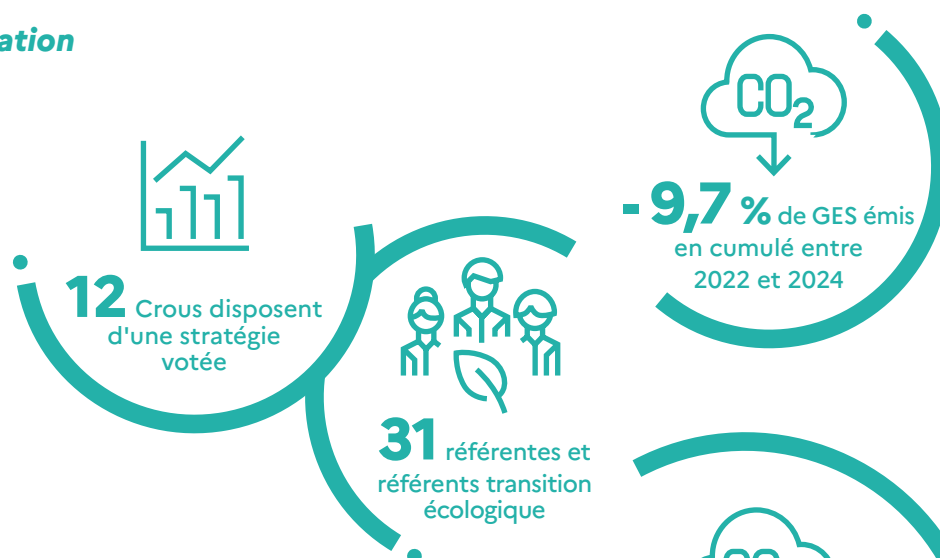 CO2
- 9,7 % de GES émis
en cumulé entre
2022 et 2024
12 Crous disposent
d'une stratégie
votée
31 référentes et
référents transition
écologique